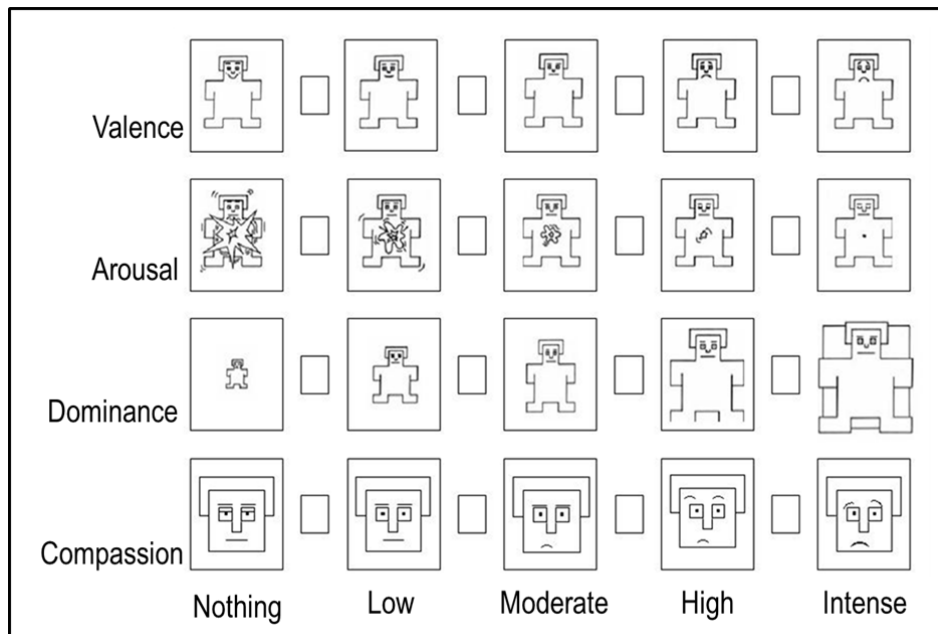 Valence
Arousal
Dominance
Compassion
Nothing Low Moderate High Intense